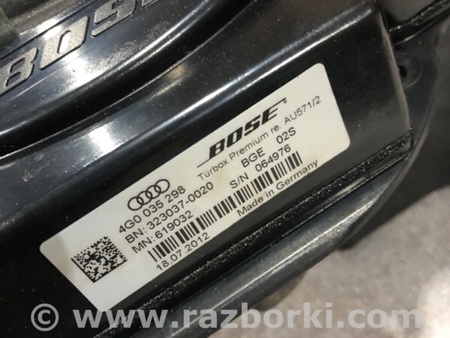 BOSE
BOSE
Türbox Premium re. AU571/2
4G0 035 298 BGE 02S
BN: 323037-0020 S/N 064976
MN: 619032
18.07.2012 Made in Germany
© www.razborki.com